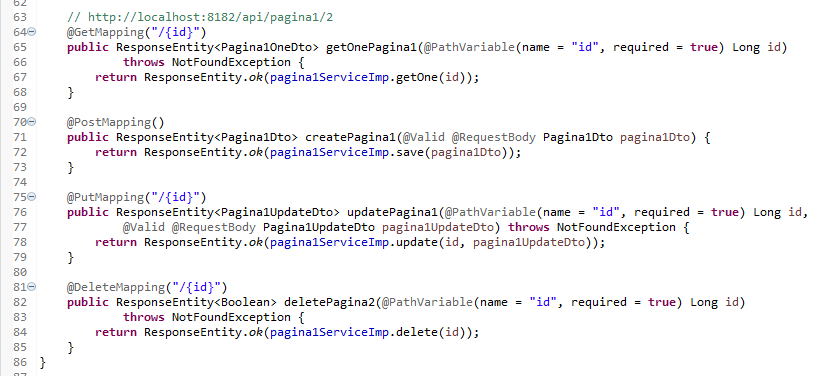 62
63 // http://localhost:8182/api/pagina1/2
64 @GetMapping("/{id}")
65 public ResponseEntity<Pagina1OneDto> getOnePagina1(@PathVariable(name = "id", required = true) Long id)
66 throws NotFoundException {
67 return ResponseEntity.ok(pagina1ServiceImp.getOne(id));
68 }
69
70 @PostMapping()
71 public ResponseEntity<Pagina1Dto> createPagina1(@Valid @RequestBody Pagina1Dto pagina1Dto) {
72 return ResponseEntity.ok(pagina1ServiceImp.save(pagina1Dto));
73 }
74
75 @PutMapping("/{id}")
76 public ResponseEntity<Pagina1UpdateDto> updatePagina1(@PathVariable(name = "id", required = true) Long id,
77 @Valid @RequestBody Pagina1UpdateDto pagina1UpdateDto) throws NotFoundException {
78 return ResponseEntity.ok(pagina1ServiceImp.update(id, pagina1UpdateDto));
79 }
80
81 @DeleteMapping("/{id}")
82 public ResponseEntity<Boolean> deletePagina2(@PathVariable(name = "id", required = true) Long id)
83 throws NotFoundException {
84 return ResponseEntity.ok(pagina1ServiceImp.delete(id));
85 }
86 }
87